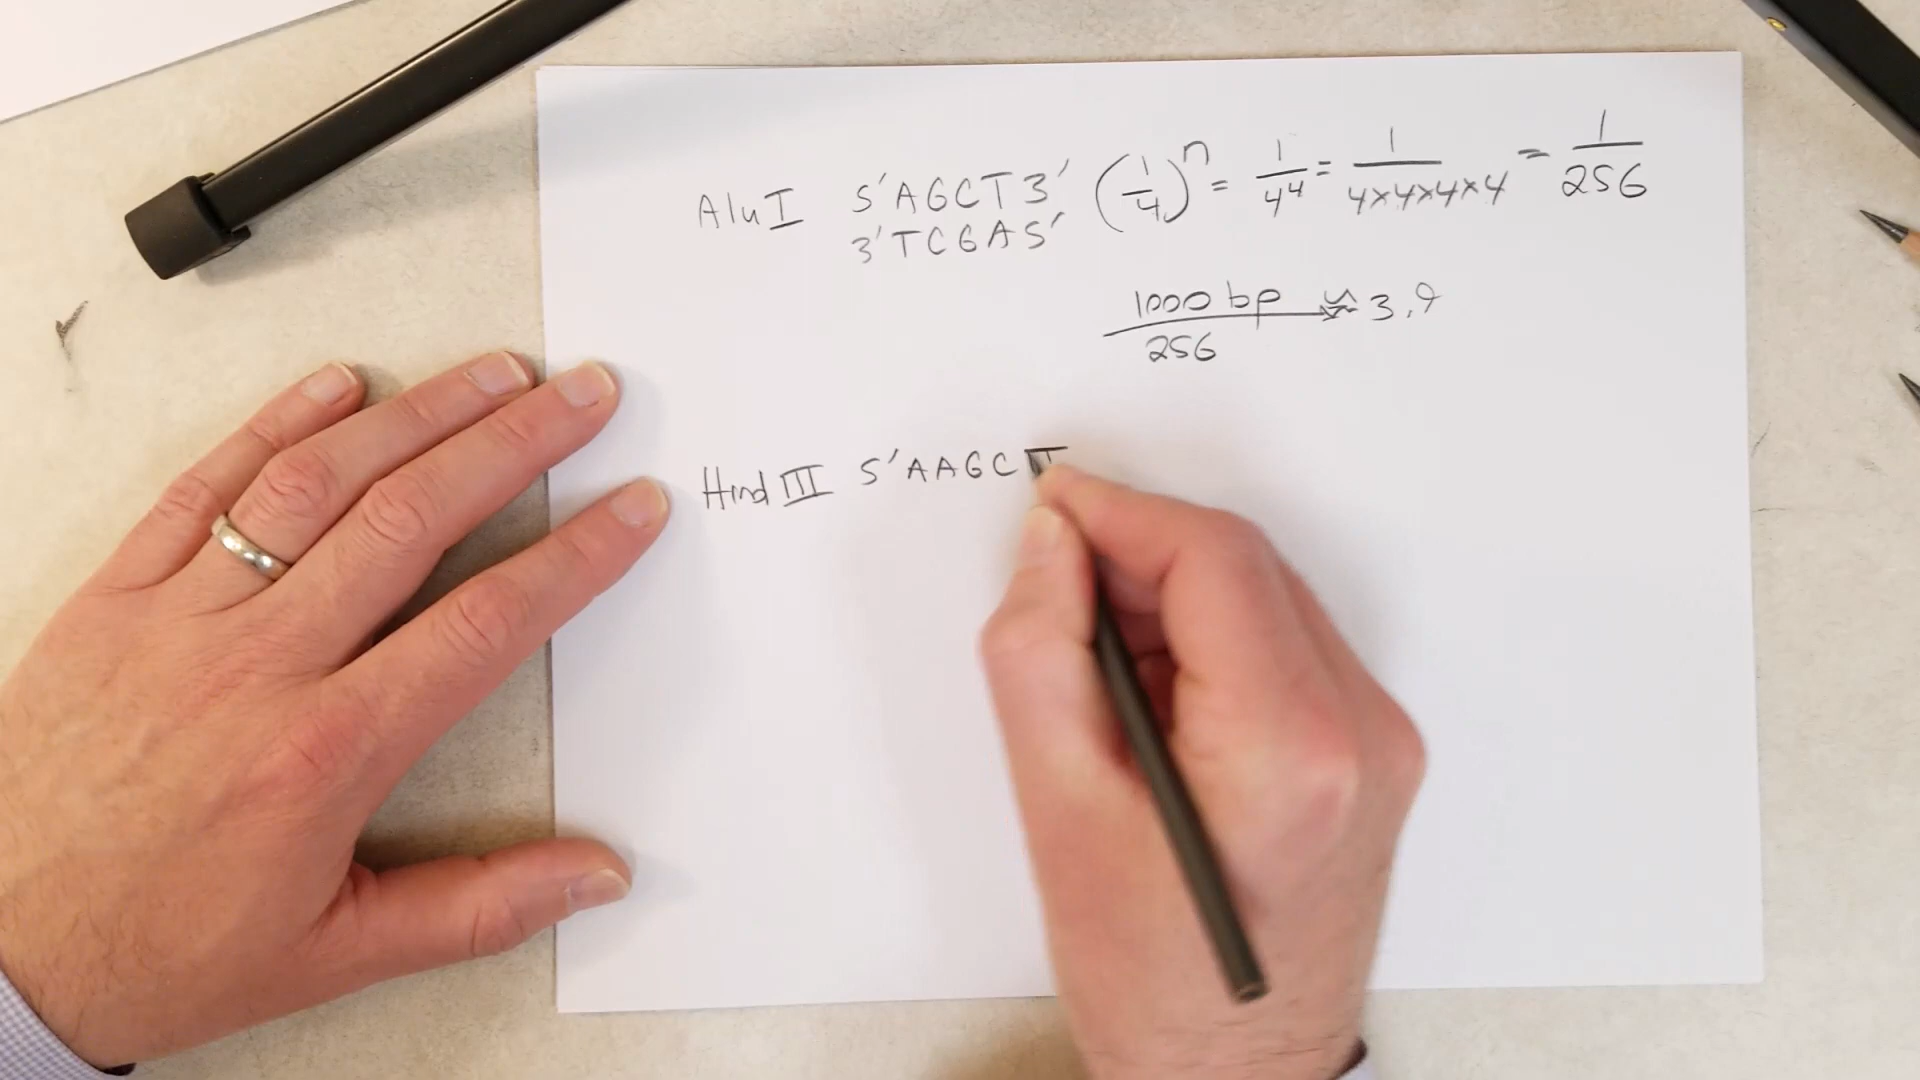 AluI 5'AGCT3' (1/4)^n = 1/4^4 = 1/4×4×4×4 = 1/256
3'TCGA5'
1000 bp/256 ≈ 3.9
HindIII 5'AAGCTT